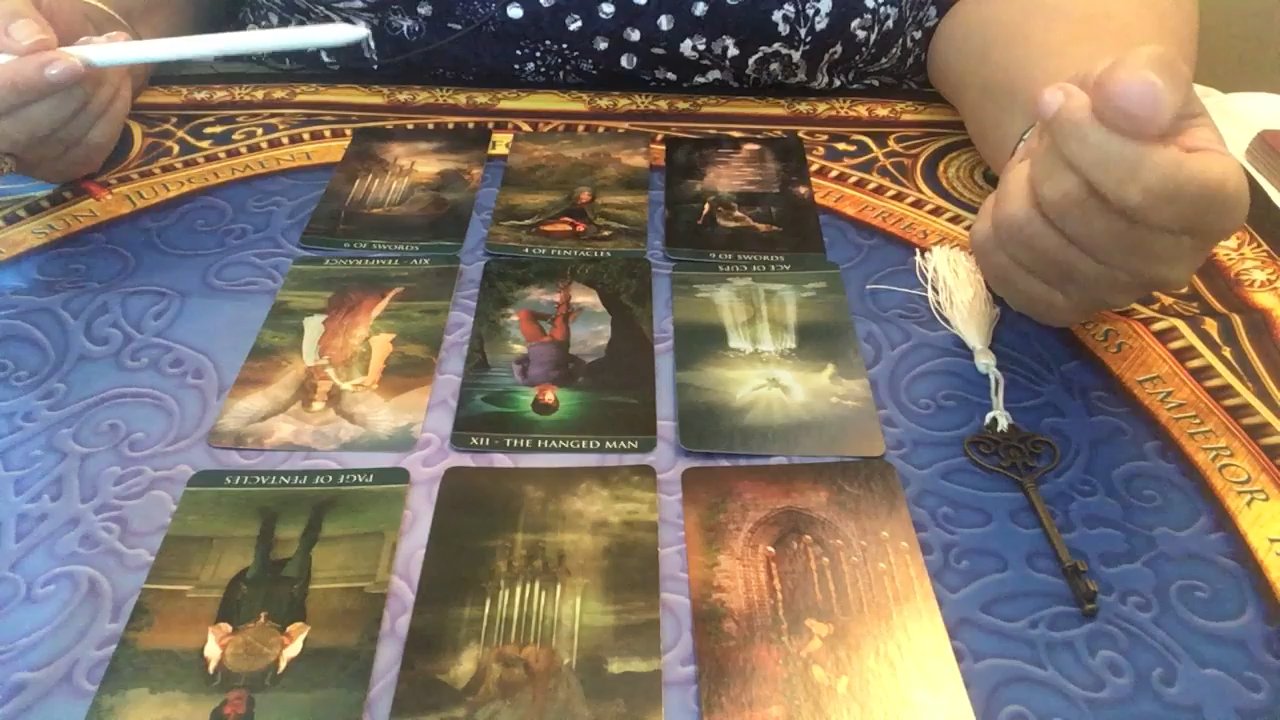 SUN JUDGEMENT
H PRIEST
ESS EMPEROR
6 OF SWORDS
4 OF PENTACLES
9 OF SWORDS
XIV - TEMPERANCE
XII - THE HANGED MAN
ACE OF CUPS
PAGE OF PENTACLES